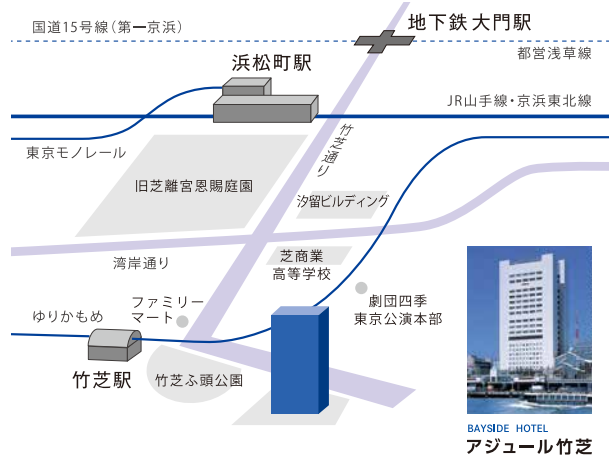 国道15号線(第一京浜)
地下鉄 大門駅
都営浅草線
浜松町駅
JR山手線・京浜東北線
東京モノレール
竹芝通り
旧芝離宮恩賜庭園
汐留ビルディング
湾岸通り
芝商業
高等学校
ゆりかもめ
ファミリー
マート
劇団四季
東京公演本部
竹芝駅
竹芝ふ頭公園
BAYSIDE HOTEL
アジュール竹芝